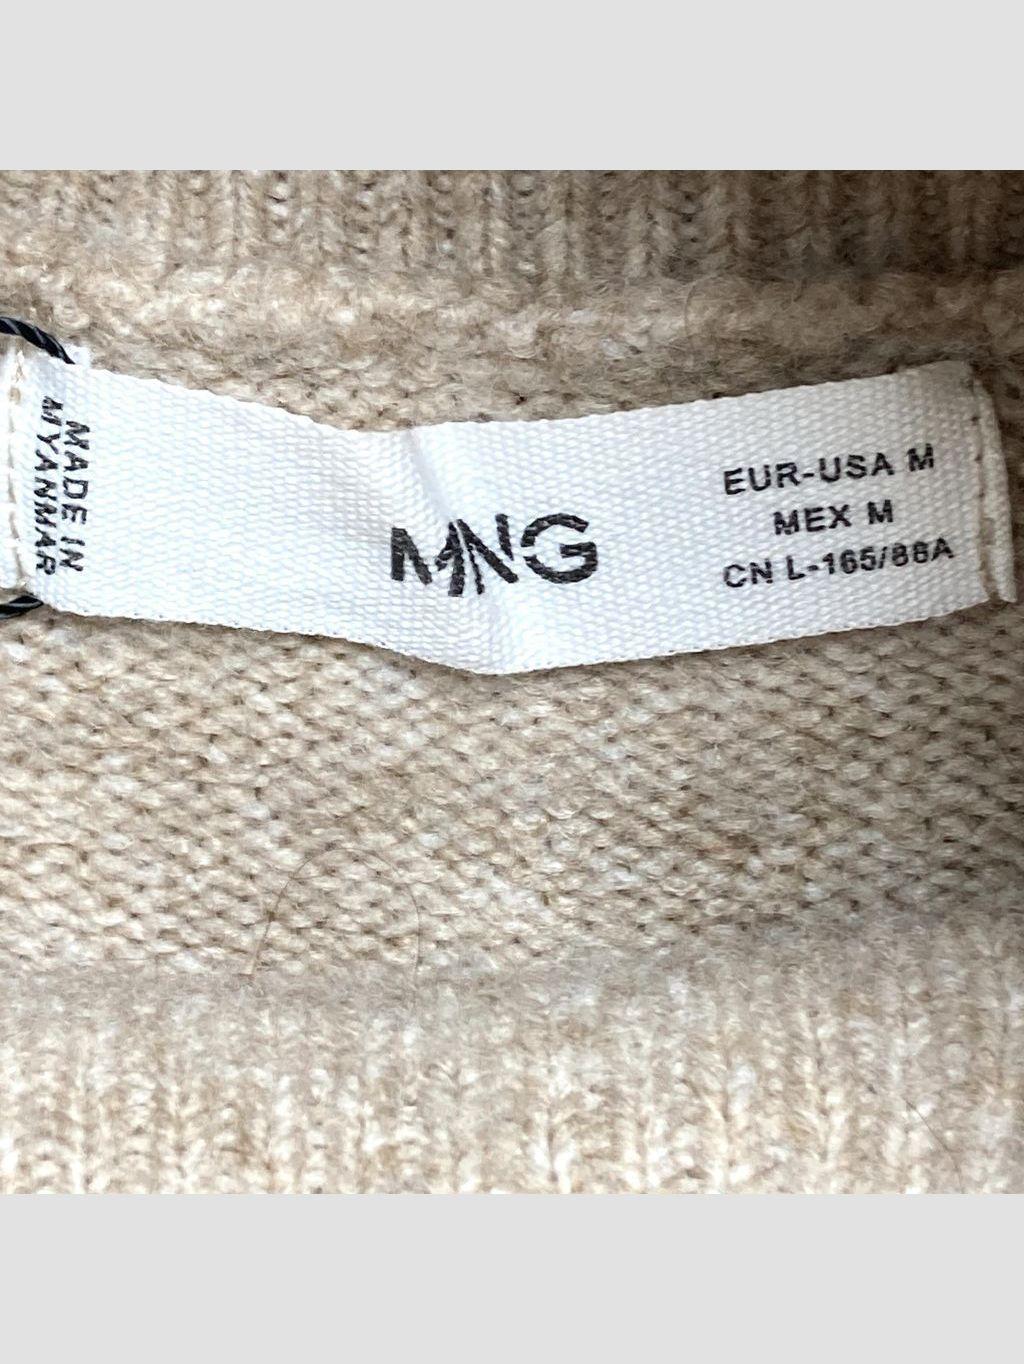 MADE IN
MYANMAR
MNG
EUR-USA M
MEX M
CN L-165/88A